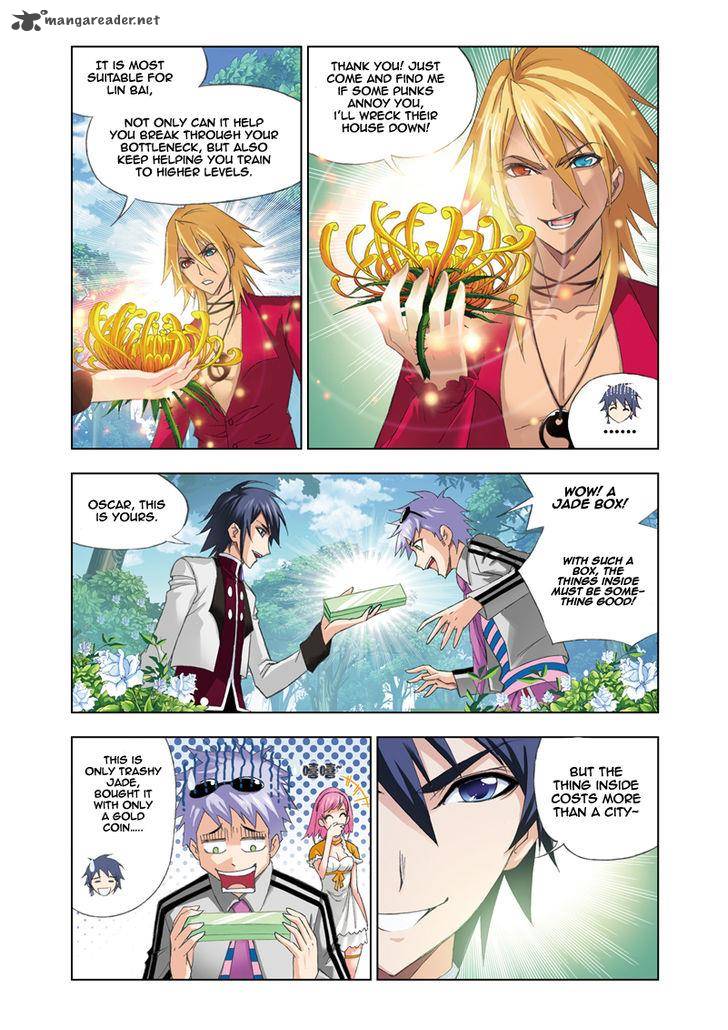 mangareader.net
IT IS MOST
SUITABLE FOR
LIN BAI,
NOT ONLY CAN IT HELP
YOU BREAK THROUGH YOUR
BOTTLENECK, BUT ALSO
KEEP HELPING YOU TRAIN
TO HIGHER LEVELS.
THANK YOU! JUST
COME AND FIND ME
IF SOME PUNKS
ANNOY YOU,
I'LL WRECK THEIR
HOUSE DOWN!
......
OSCAR, THIS
IS YOURS.
WOW! A
JADE BOX!
WITH SUCH A
BOX, THE
THINGS INSIDE
MUST BE SOME-
THING GOOD!
THIS IS
ONLY TRASHY
JADE,
BOUGHT IT
WITH ONLY
A GOLD
COIN.....
嘻嘻~
BUT THE
THING INSIDE
COSTS MORE
THAN A CITY~